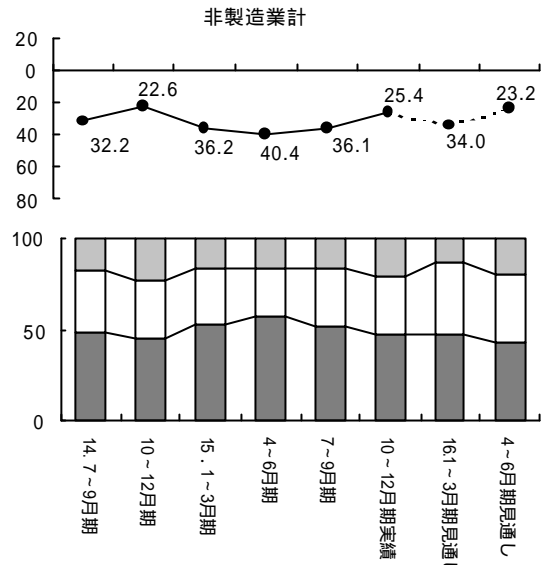 非製造業計
20
0
20
40
60
80
32.2
22.6
36.2
40.4
36.1
25.4
34.0
23.2
100
50
0
14. 7~9月期
10~12月期
15 . 1~3月期
4~6月期
7~9月期
10~12月期実績
16.1~3月期見通し
4~6月期見通し